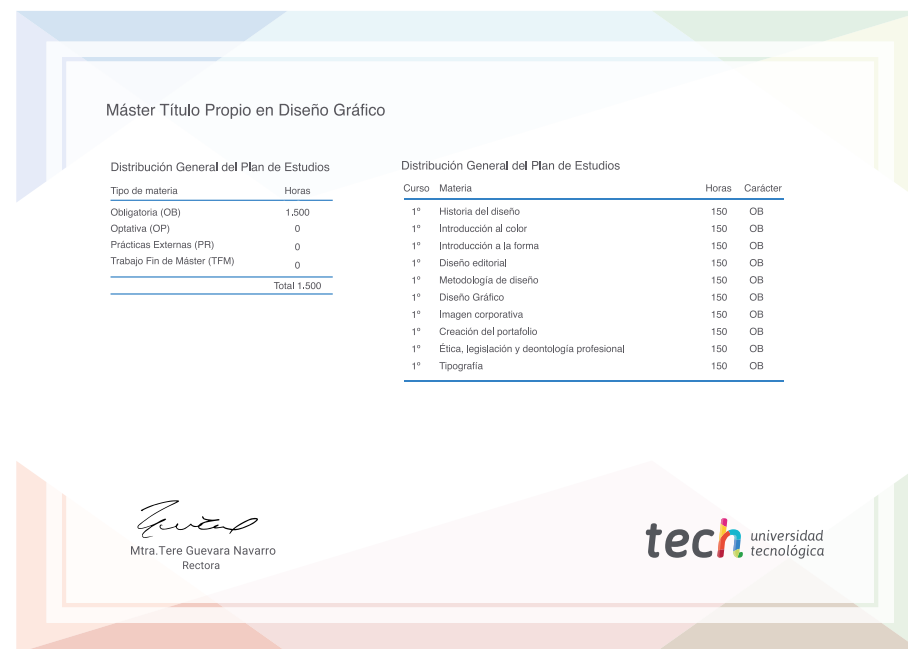 Máster Título Propio en Diseño Gráfico
Distribución General del Plan de Estudios
Tipo de materia Horas
Obligatoria (OB) 1.500
Optativa (OP) 0
Prácticas Externas (PR) 0
Trabajo Fin de Máster (TFM) 0
Total 1.500
Distribución General del Plan de Estudios
Curso Materia Horas Carácter
1º Historia del diseño 150 OB
1º Introducción al color 150 OB
1º Introducción a la forma 150 OB
1º Diseño editorial 150 OB
1º Metodología de diseño 150 OB
1º Diseño Gráfico 150 OB
1º Imagen corporativa 150 OB
1º Creación del portafolio 150 OB
1º Ética, legislación y deontología profesional 150 OB
1º Tipografía 150 OB
Mtra.Tere Guevara Navarro
Rectora
tech universidad
tecnológica